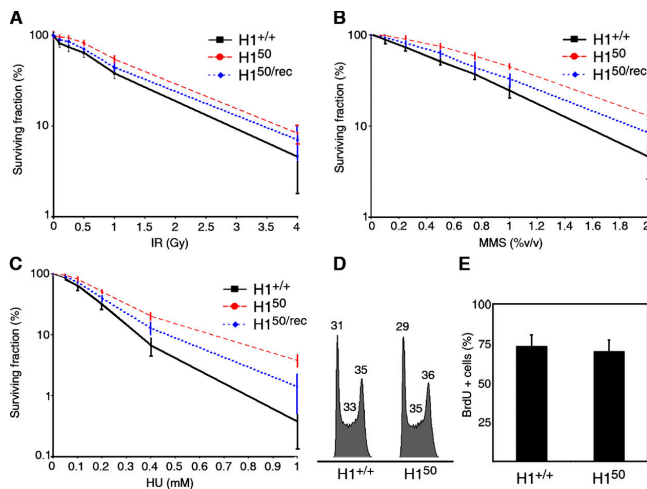 A
Surviving fraction (%)
100
10
1
0 0.5 1 1.5 2 2.5 3 3.5 4
IR (Gy)
H1+/+
H150
H150/rec
B
Surviving fraction (%)
100
10
1
0 0.2 0.4 0.6 0.8 1 1.2 1.4 1.6 1.8 2
MMS (%v/v)
H1+/+
H150
H150/rec
C
Surviving fraction (%)
100
10
1
0.1
0 0.1 0.2 0.3 0.4 0.5 0.6 0.7 0.8 0.9 1
HU (mM)
H1+/+
H150
H150/rec
D
31 35 29 36
33 35
H1+/+ H150
E
BrdU + cells (%)
100
75
50
25
0
H1+/+ H150